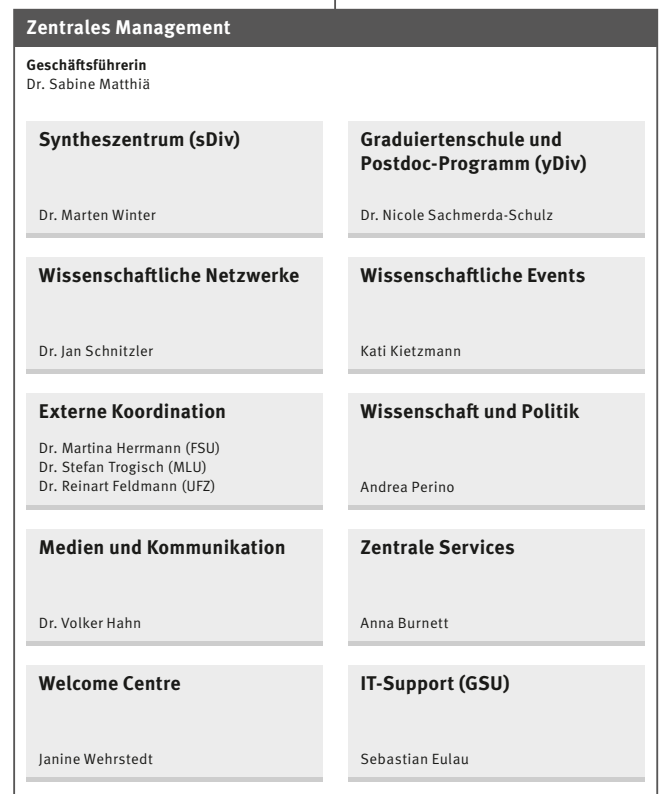 Zentrales Management
Geschäftsführerin
Dr. Sabine Matthiä
Syntheszentrum (sDiv)
Dr. Marten Winter
Graduiertenschule und
Postdoc-Programm (yDiv)
Dr. Nicole Sachmerda-Schulz
Wissenschaftliche Netzwerke
Dr. Jan Schnitzler
Wissenschaftliche Events
Kati Kietzmann
Externe Koordination
Dr. Martina Herrmann (FSU)
Dr. Stefan Trogisch (MLU)
Dr. Reinart Feldmann (UFZ)
Wissenschaft und Politik
Andrea Perino
Medien und Kommunikation
Dr. Volker Hahn
Zentrale Services
Anna Burnett
Welcome Centre
Janine Wehrstedt
IT-Support (GSU)
Sebastian Eulau